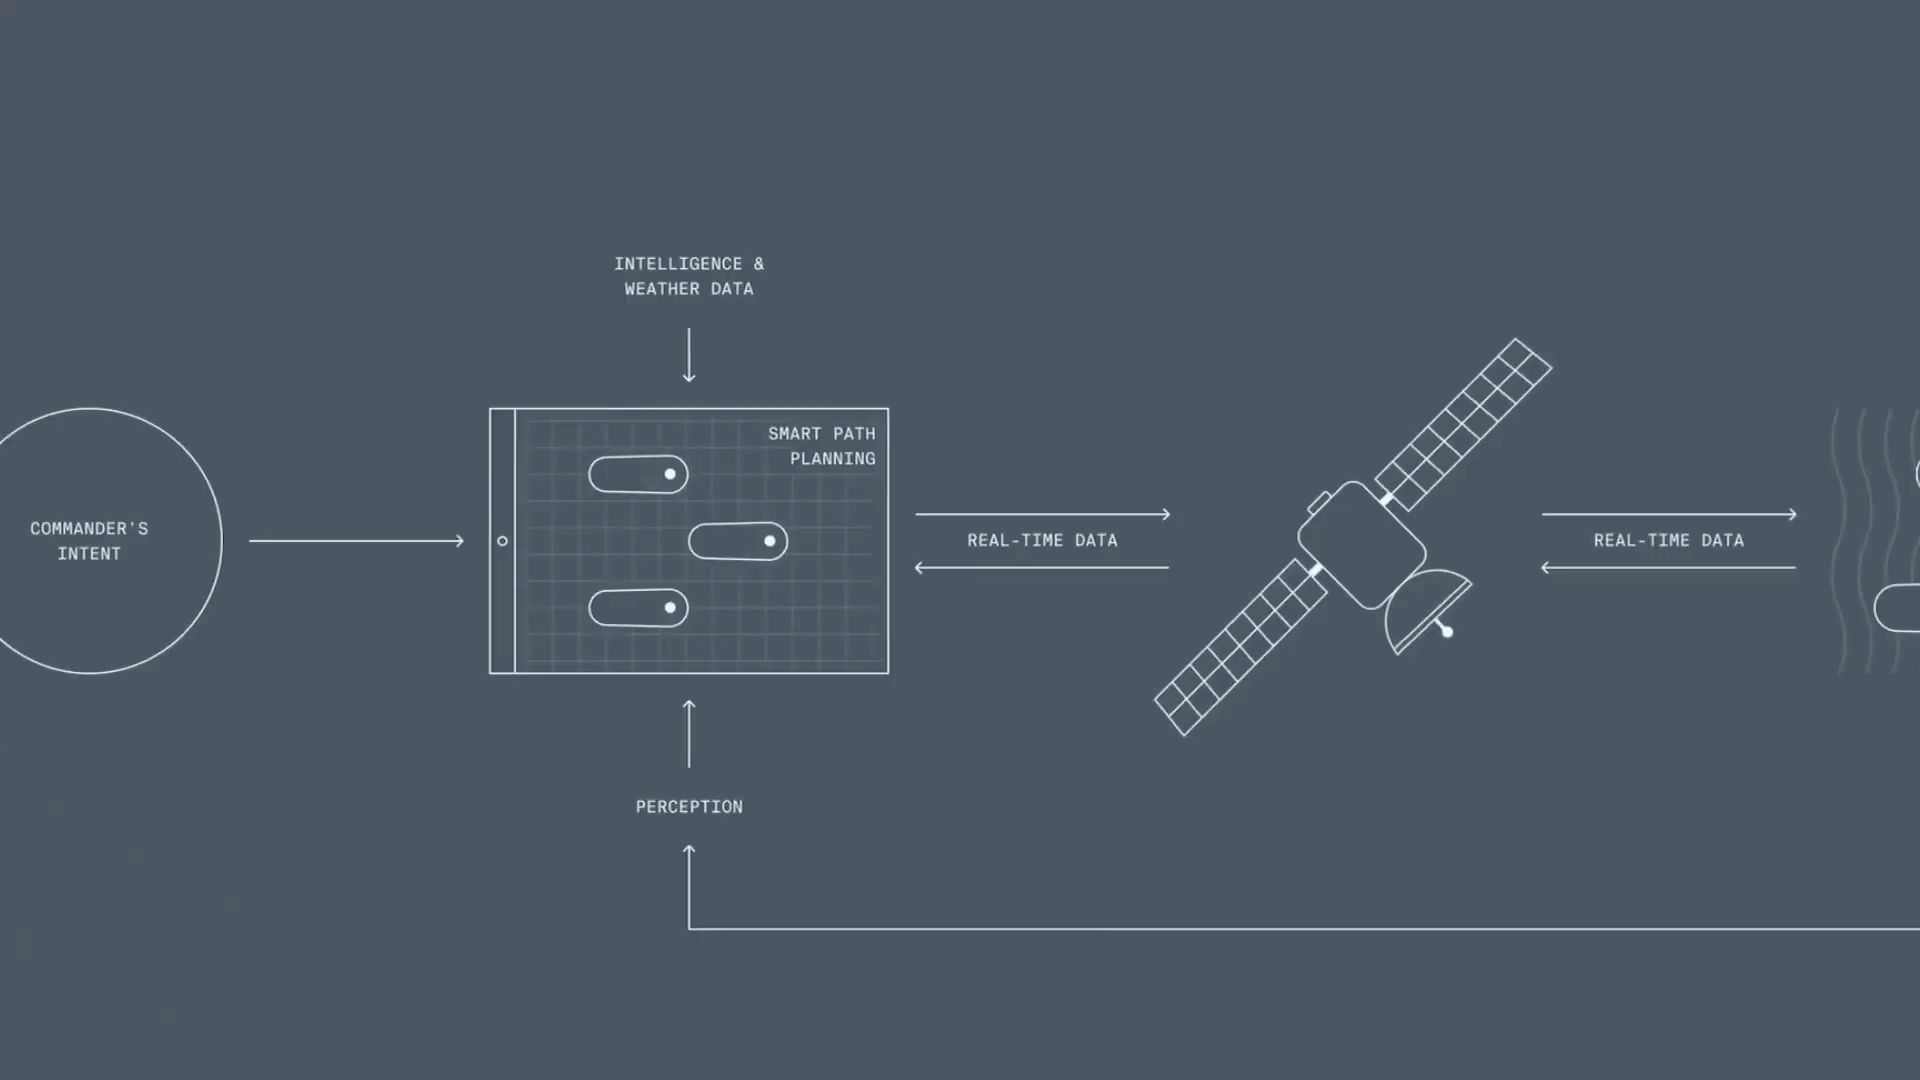 INTELLIGENCE &
WEATHER DATA
SMART PATH
PLANNING
COMMANDER'S
INTENT
REAL-TIME DATA
REAL-TIME DATA
PERCEPTION